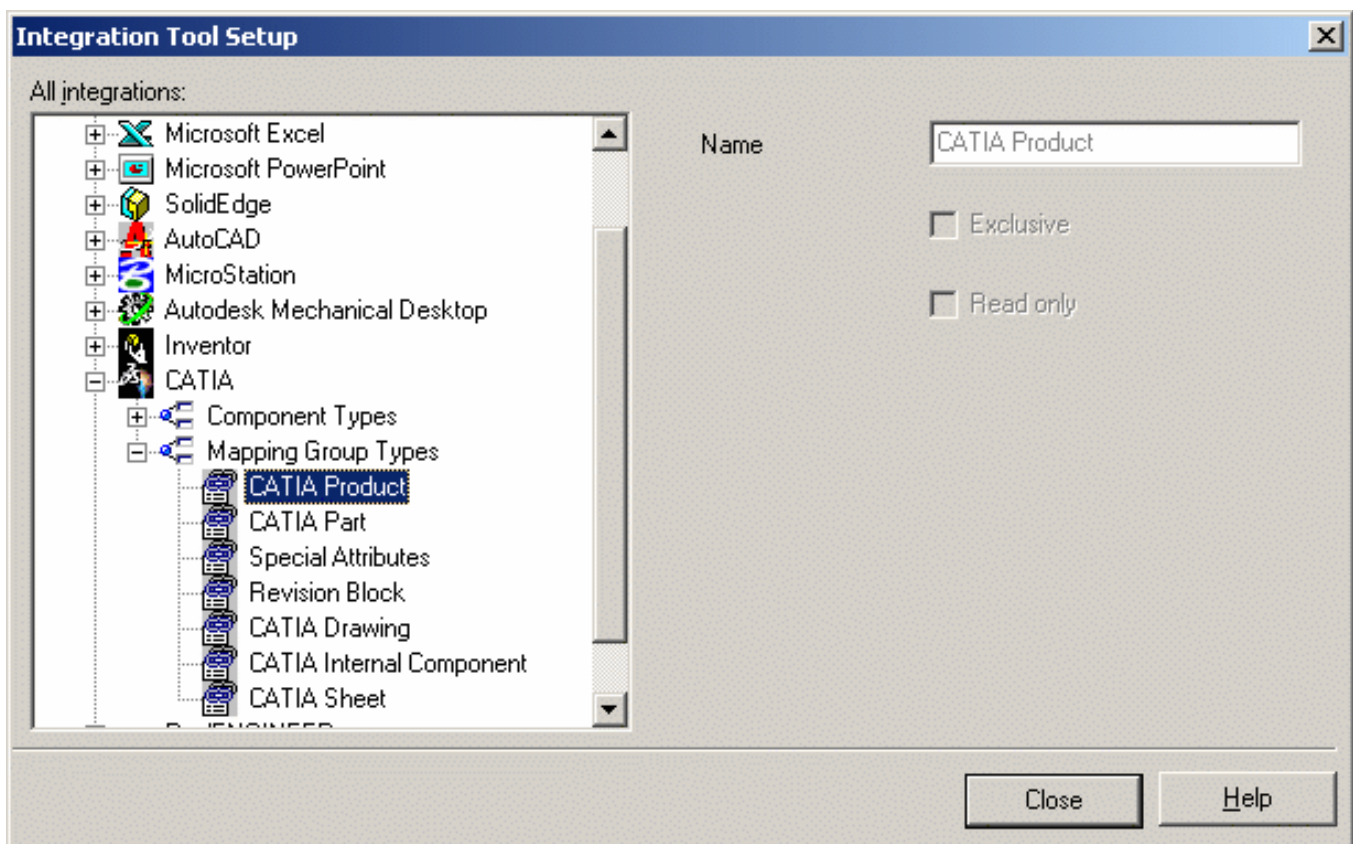 Integration Tool Setup
All integrations:
Microsoft Excel
Microsoft PowerPoint
SolidEdge
AutoCAD
MicroStation
Autodesk Mechanical Desktop
Inventor
CATIA
Component Types
Mapping Group Types
CATIA Product
CATIA Part
Special Attributes
Revision Block
CATIA Drawing
CATIA Internal Component
CATIA Sheet
Name
CATIA Product
Exclusive
Read only
Close
Help